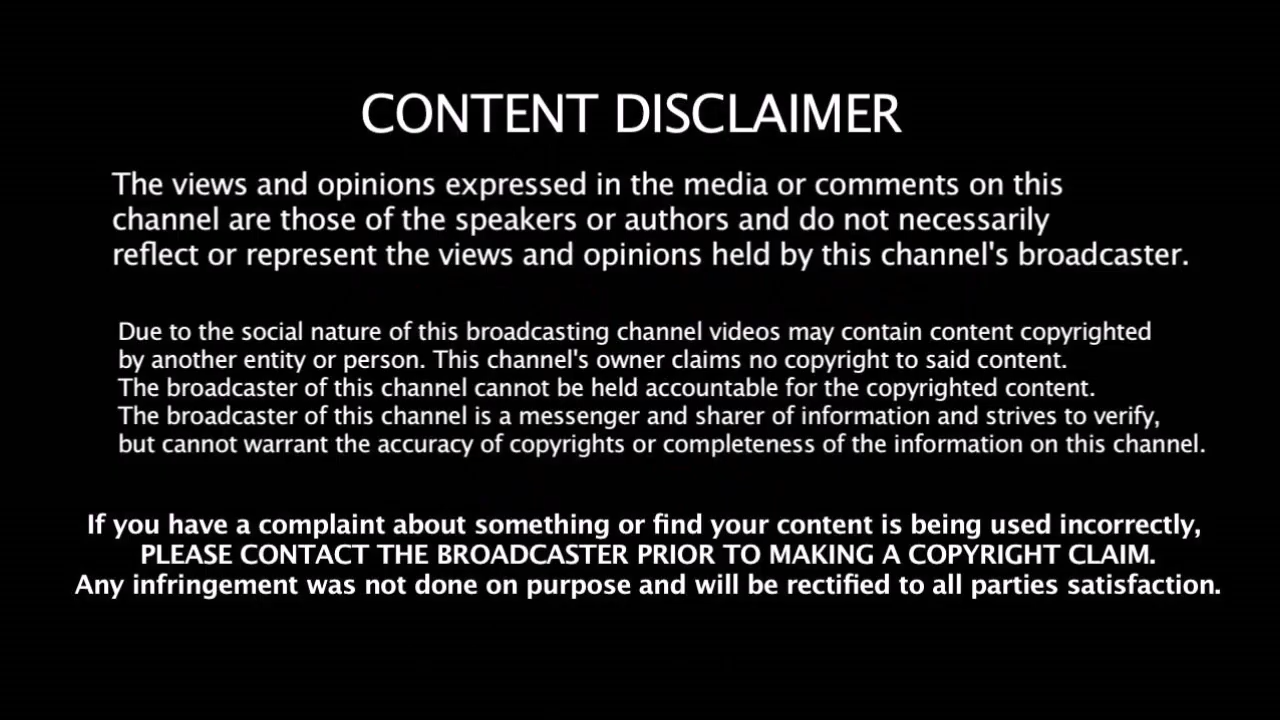 CONTENT DISCLAIMER
The views and opinions expressed in the media or comments on this
channel are those of the speakers or authors and do not necessarily
reflect or represent the views and opinions held by this channel's broadcaster.
Due to the social nature of this broadcasting channel videos may contain content copyrighted
by another entity or person. This channel's owner claims no copyright to said content.
The broadcaster of this channel cannot be held accountable for the copyrighted content.
The broadcaster of this channel is a messenger and sharer of information and strives to verify,
but cannot warrant the accuracy of copyrights or completeness of the information on this channel.
If you have a complaint about something or find your content is being used incorrectly,
PLEASE CONTACT THE BROADCASTER PRIOR TO MAKING A COPYRIGHT CLAIM.
Any infringement was not done on purpose and will be rectified to all parties satisfaction.